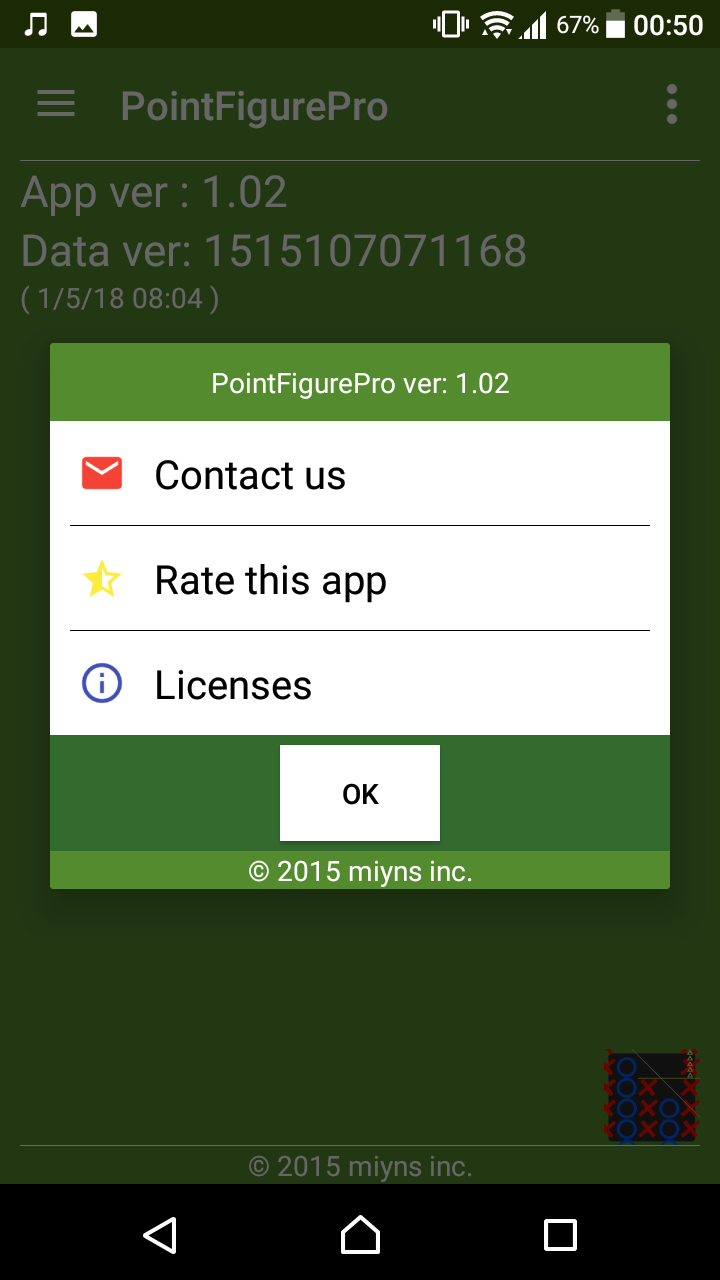 67% 00:50
PointFigurePro
App ver : 1.02
Data ver: 1515107071168
( 1/5/18 08:04 )
PointFigurePro ver: 1.02
Contact us
Rate this app
Licenses
OK
© 2015 miyns inc.
© 2015 miyns inc.